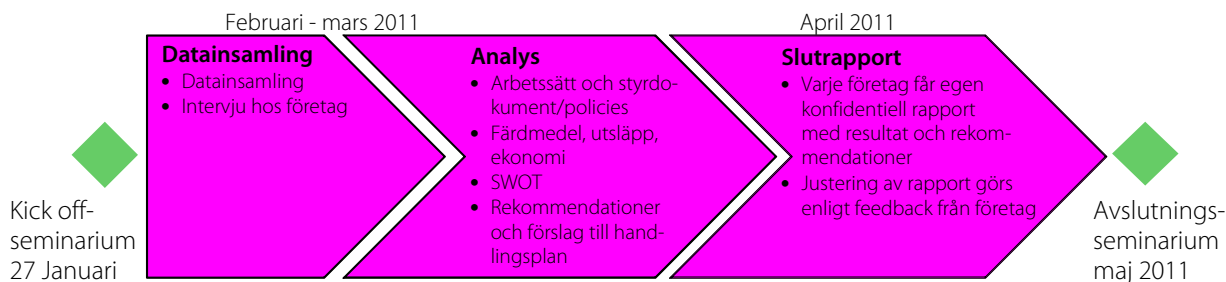 Februari - mars 2011
April 2011
Kick off-
seminarium
27 Januari
Datainsamling
• Datainsamling
• Intervju hos företag
Analys
• Arbetssätt och styrdo-
kument/policies
• Färdmedel, utsläpp,
ekonomi
• SWOT
• Rekommendationer
och förslag till hand-
lingsplan
Slutrapport
• Varje företag får egen
konfidentiell rapport
med resultat och rekom-
mendationer
• Justering av rapport görs
enligt feedback från företag
Avslutnings-
seminarium
maj 2011